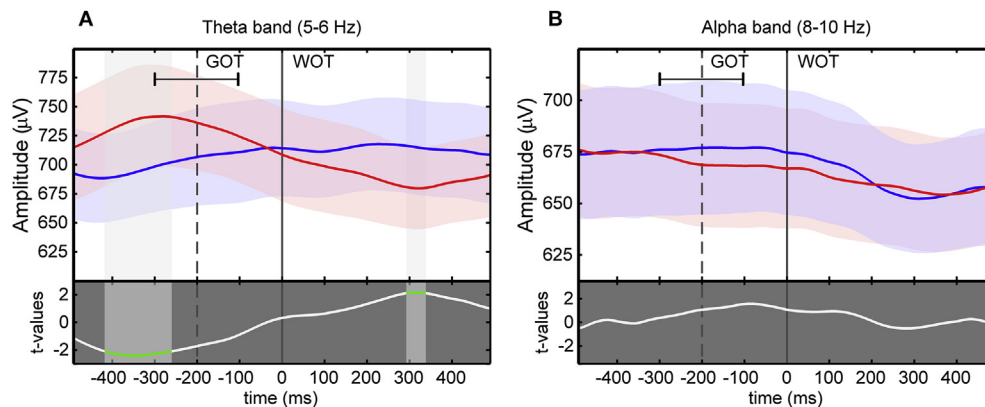 A
Theta band (5-6 Hz)
GOT
WOT
775
750
725
700
675
650
625
Amplitude (μV)
2
0
-2
t-values
-400 -300 -200 -100 0 100 200 300 400
time (ms)
B
Alpha band (8-10 Hz)
GOT
WOT
700
675
650
625
Amplitude (μV)
2
0
-2
t-values
-400 -300 -200 -100 0 100 200 300 400
time (ms)